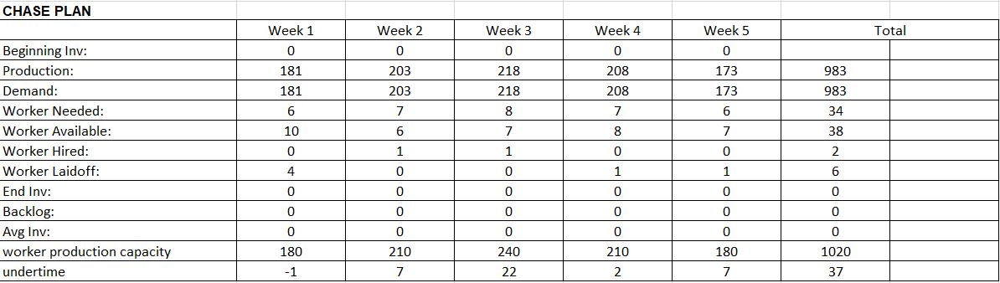 CHASE PLAN
Week 1 Week 2 Week 3 Week 4 Week 5 Total
Beginning Inv: 0 0 0 0 0
Production: 181 203 218 208 173 983
Demand: 181 203 218 208 173 983
Worker Needed: 6 7 8 7 6 34
Worker Available: 10 6 7 8 7 38
Worker Hired: 0 1 1 0 0 2
Worker Laidoff: 4 0 0 1 1 6
End Inv: 0 0 0 0 0 0
Backlog: 0 0 0 0 0 0
Avg Inv: 0 0 0 0 0 0
worker production capacity 180 210 240 210 180 1020
undertime -1 7 22 2 7 37